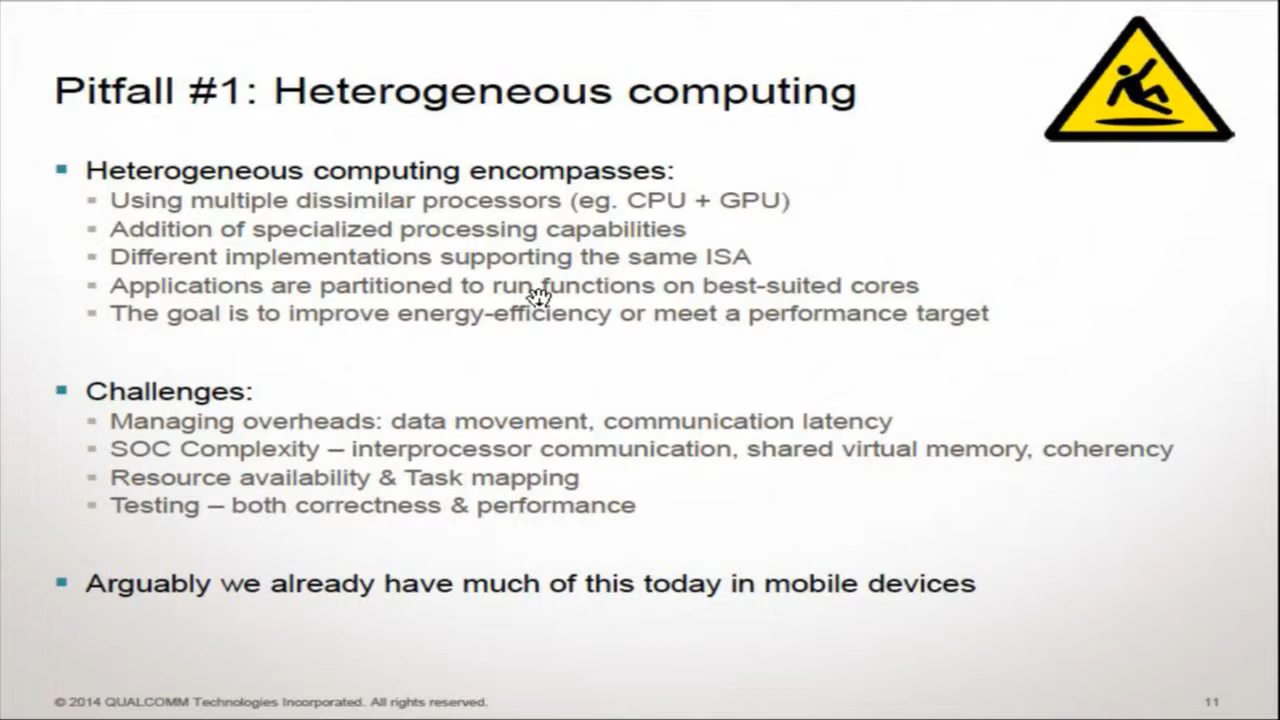 Pitfall #1: Heterogeneous computing
Heterogeneous computing encompasses:
Using multiple dissimilar processors (eg. CPU + GPU)
Addition of specialized processing capabilities
Different implementations supporting the same ISA
Applications are partitioned to run functions on best-suited cores
The goal is to improve energy-efficiency or meet a performance target
Challenges:
Managing overheads: data movement, communication latency
SOC Complexity – interprocessor communication, shared virtual memory, coherency
Resource availability & Task mapping
Testing – both correctness & performance
Arguably we already have much of this today in mobile devices
© 2014 QUALCOMM Technologies Incorporated. All rights reserved.
11